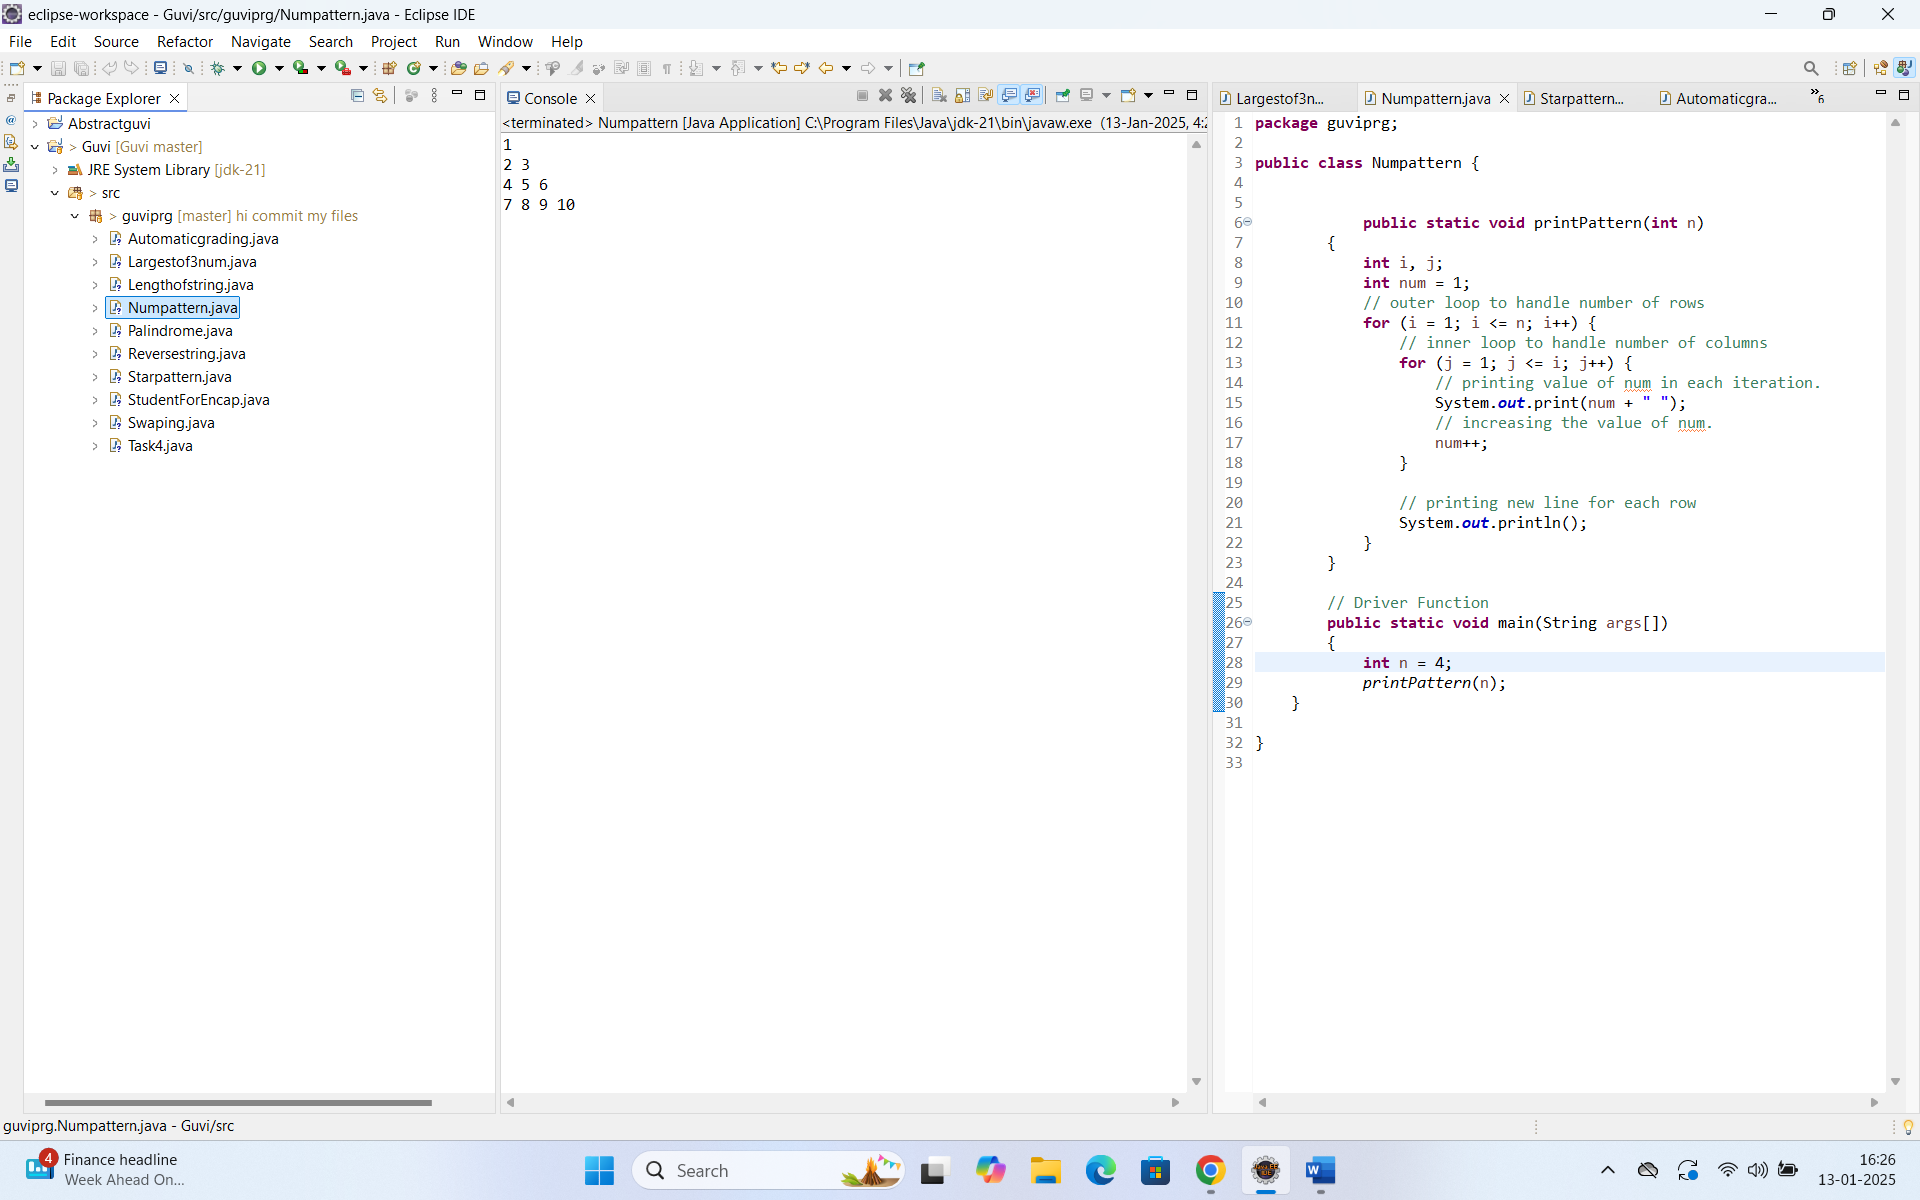 eclipse-workspace - Guvi/src/guviprg/Numpattern.java - Eclipse IDE
File Edit Source Refactor Navigate Search Project Run Window Help
Package Explorer
Abstractguvi
> Guvi [Guvi master]
JRE System Library [jdk-21]
> src
> guviprg [master] hi commit my files
Automaticgrading.java
Largestof3num.java
Lengthofstring.java
Numpattern.java
Palindrome.java
Reversestring.java
Starpattern.java
StudentForEncap.java
Swaping.java
Task4.java
Console
<terminated> Numpattern [Java Application] C:\Program Files\Java\jdk-21\bin\javaw.exe (13-Jan-2025, 4:2
1
2 3
4 5 6
7 8 9 10
Largestof3n... Numpattern.java Starpattern... Automaticgra... »6
1 package guviprg;
2
3 public class Numpattern {
4
5
6 public static void printPattern(int n)
7 {
8 int i, j;
9 int num = 1;
10 // outer loop to handle number of rows
11 for (i = 1; i <= n; i++) {
12 // inner loop to handle number of columns
13 for (j = 1; j <= i; j++) {
14 // printing value of num in each iteration.
15 System.out.print(num + " ");
16 // increasing the value of num.
17 num++;
18 }
19
20 // printing new line for each row
21 System.out.println();
22 }
23 }
24
25 // Driver Function
26 public static void main(String args[])
27 {
28 int n = 4;
29 printPattern(n);
30 }
31
32 }
33
guviprg.Numpattern.java - Guvi/src
4
Finance headline
Week Ahead On...
Search
16:26
13-01-2025